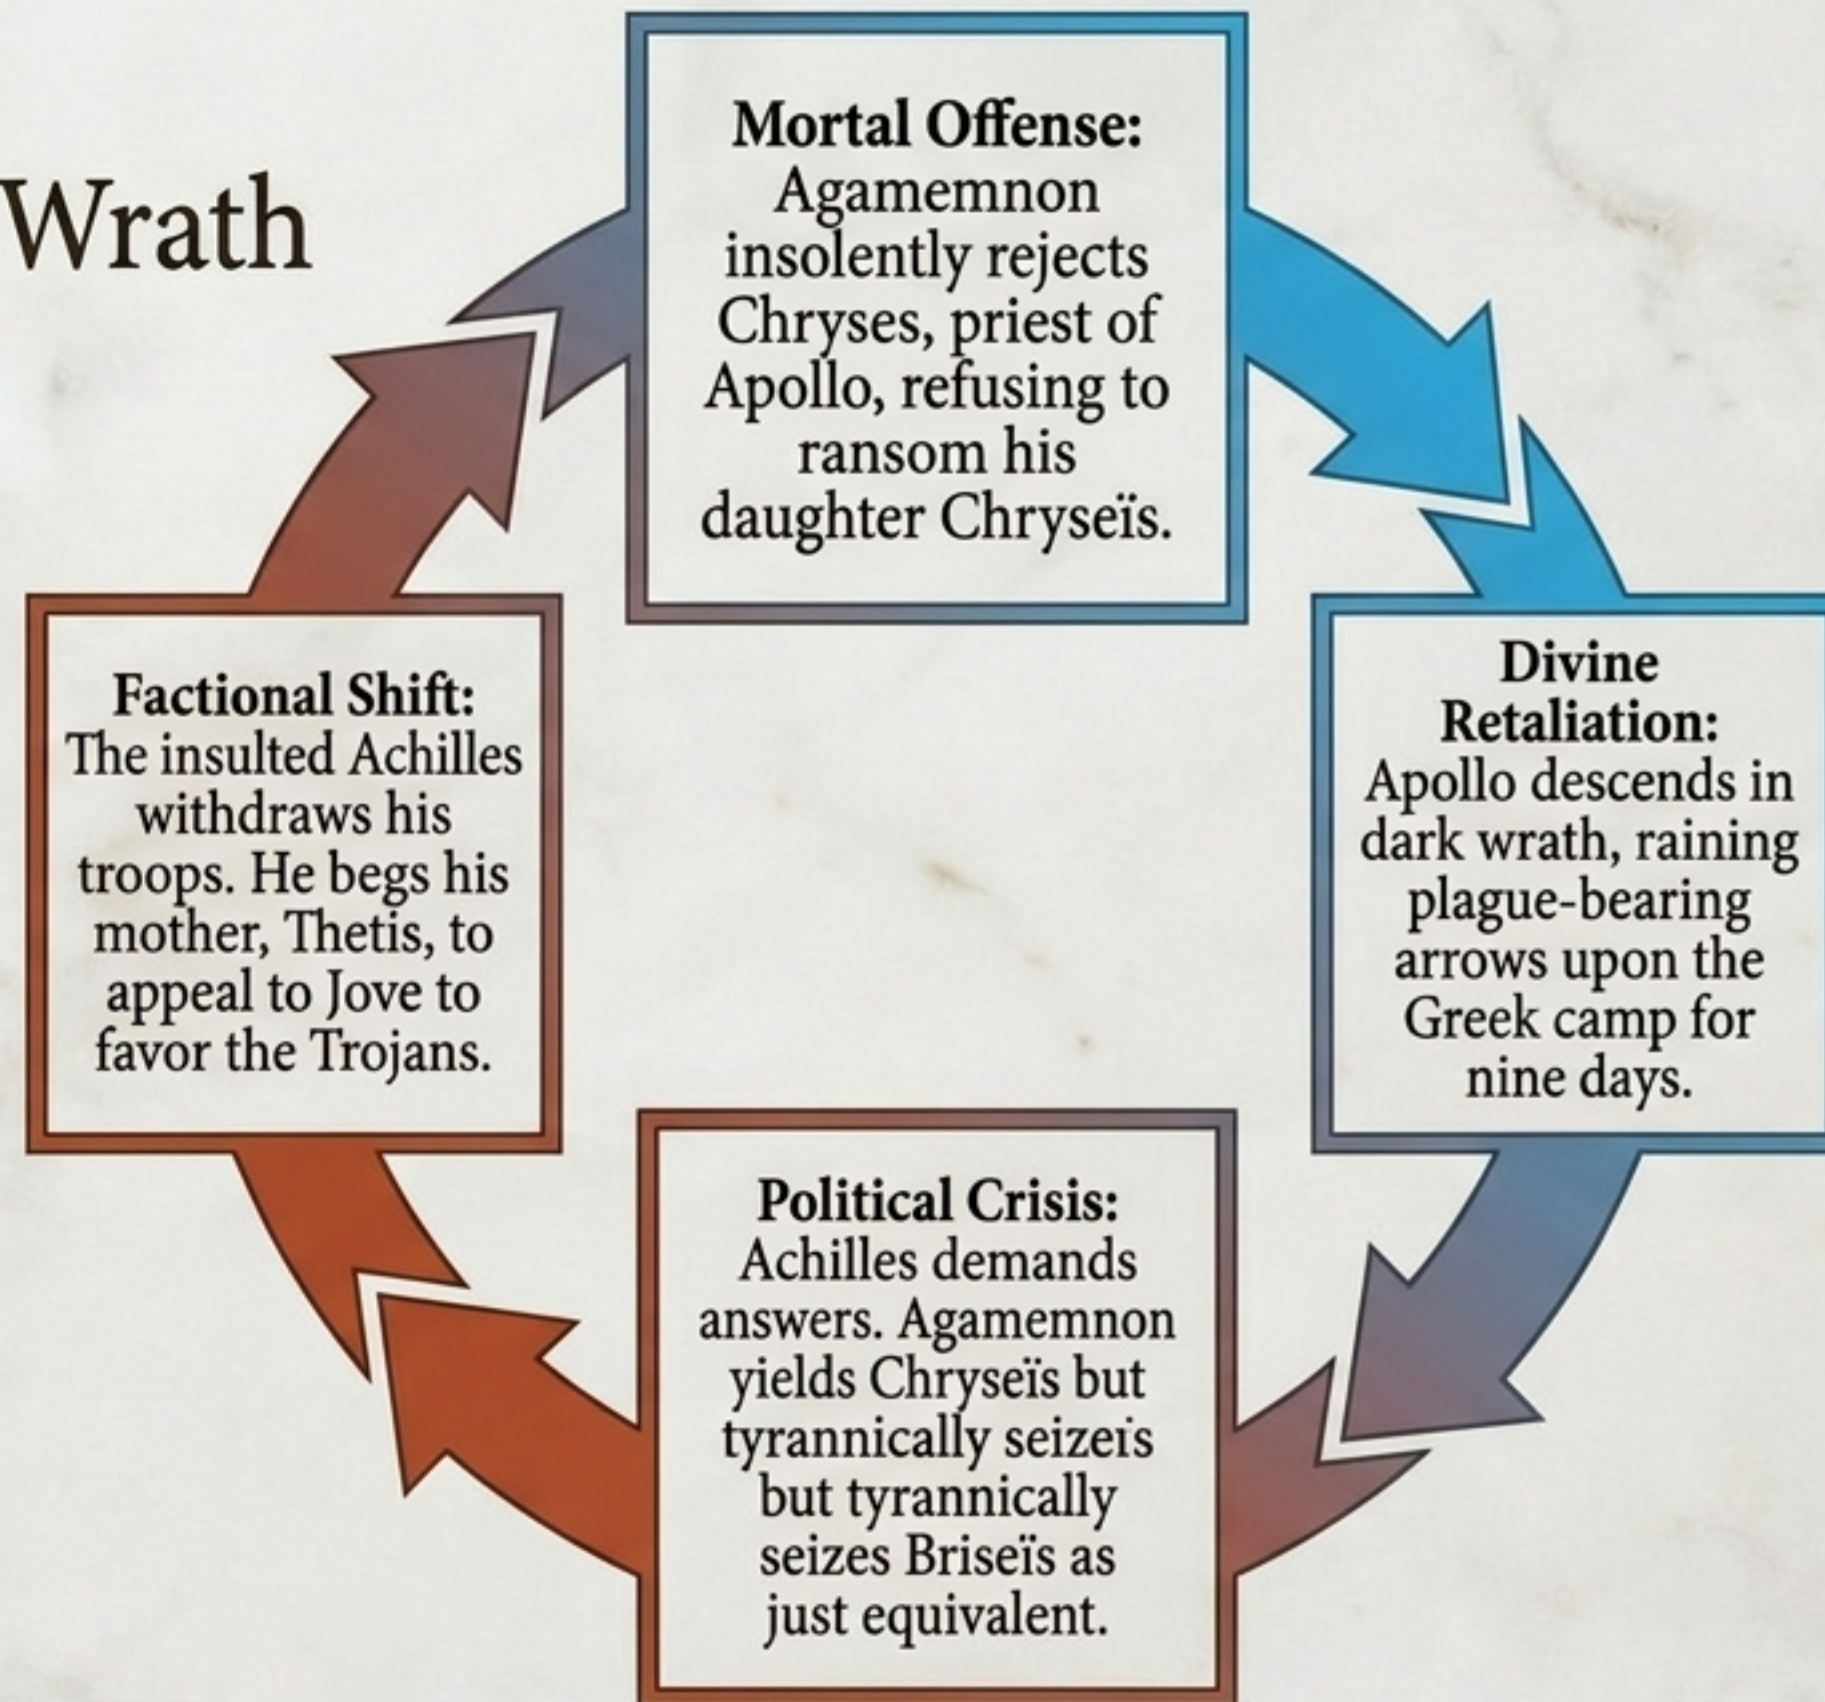 Wrath
Mortal Offense:
Agamemnon
insolently rejects
Chryses, priest of
Apollo, refusing to
ransom his
daughter Chryseïs.
Divine
Retaliation:
Apollo descends in
dark wrath, raining
plague-bearing
arrows upon the
Greek camp for
nine days.
Political Crisis:
Achilles demands
answers. Agamemnon
yields Chryseïs but
tyrannically seizeıs
but tyrannically
seizes Briseïs as
just equivalent.
Factional Shift:
The insulted Achilles
withdraws his
troops. He begs his
mother, Thetis, to
appeal to Jove to
favor the Trojans.